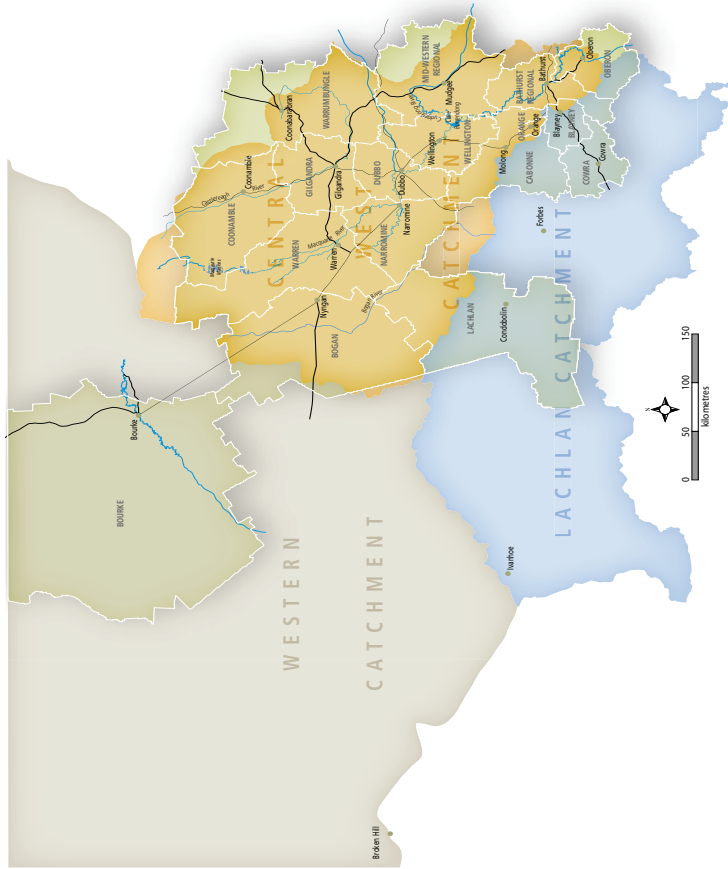 BOURKE
Bourke
WESTERN
CATCHMENT
Broken Hill
CENTRAL
WEST
CATCHMENT
COONAMBLE
Coonamble
Castlereagh
River
Coonabarabran
WARRUMBUNGLE
GILGANDRA
Gilgandra
WARREN
Warren
Macquarie River
Nyngan
BOGAN
Bogan River
NARROMINE
Narromine
DUBBO
Dubbo
MID-WESTERN
REGIONAL
Mudgee
Wellington
WELLINGTON
BATHURST
REGIONAL
Bathurst
ORANGE
Orange
Molong
CABONNE
Blayney
BLAYNEY
Oberon
OBERON
COWRA
Cowra
LACHLAN
Condobolin
Forbes
LACHLAN CATCHMENT
Ivanhoe
N
0
50
100
150
kilometres